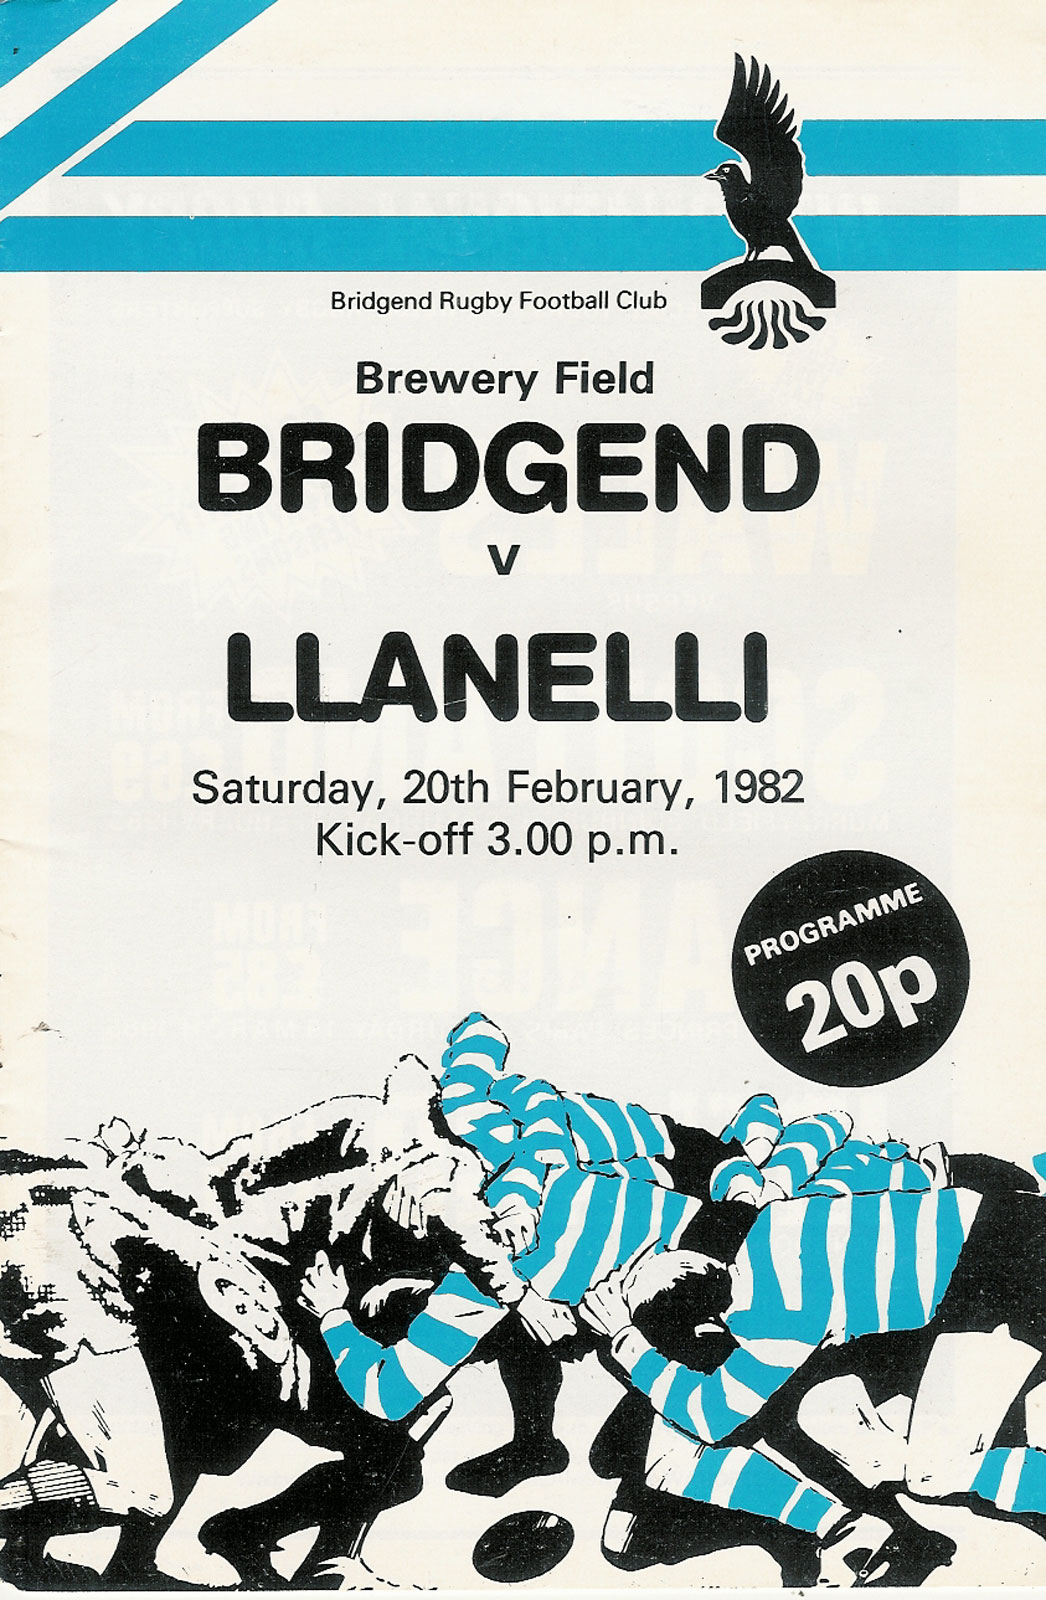 Bridgend Rugby Football Club
Brewery Field
BRIDGEND
v
LLANELLI
Saturday, 20th February, 1982
Kick-off 3.00 p.m.
PROGRAMME
20p